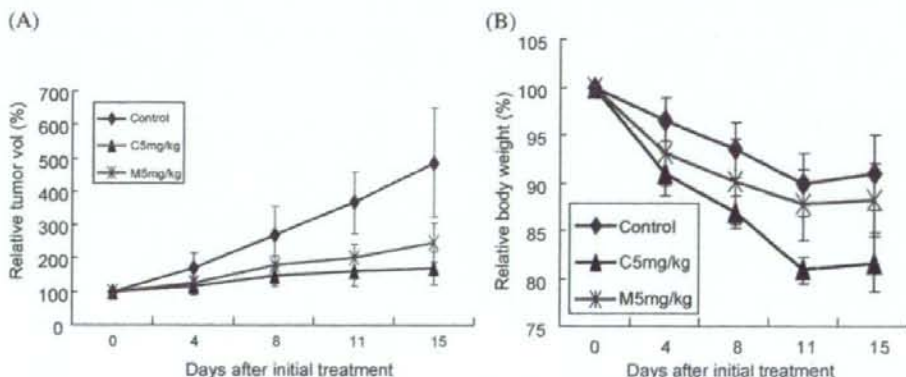 (A)
Relative tumor vol (%)
700
600
500
400
300
200
100
0
Control
C5mg/kg
M5mg/kg
0 4 8 11 15
Days after initial treatment
(B)
Relative body weight (%)
105
100
95
90
85
80
75
Control
C5mg/kg
M5mg/kg
0 4 8 11 15
Days after initial treatment